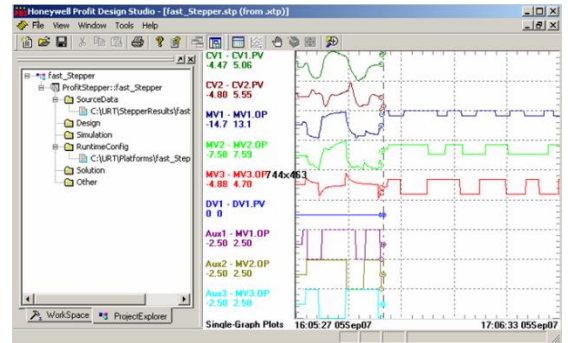 Honeywell Profit Design Studio - [fast_Stepper.stp (from .xtp)]
File View Window Tools Help
fast_Stepper
ProfitStepper::fast_Stepper
SourceData
C:\URT\StepperResults\fast
Design
Simulation
RuntimeConfig
C:\URT\Platforms\fast_Step
Solution
Other
WorkSpace ProjectExplorer
CV1 - CV1.PV
-4.47 5.06
CV2 - CV2.PV
-4.80 5.55
MV1 - MV1.OP
-14.7 13.1
MV2 - MV2.OP
-7.50 7.59
MV3 - MV3.OP
744x463
-4.88 4.70
DV1 - DV1.PV
0 0
Aux1 - MV1.OP
-2.50 2.50
Aux2 - MV2.OP
-2.50 2.50
Aux3 - MV3.OP
-2.50 2.50
Single-Graph Plots 16:05:27 05Sep07 17:06:33 05Sep07